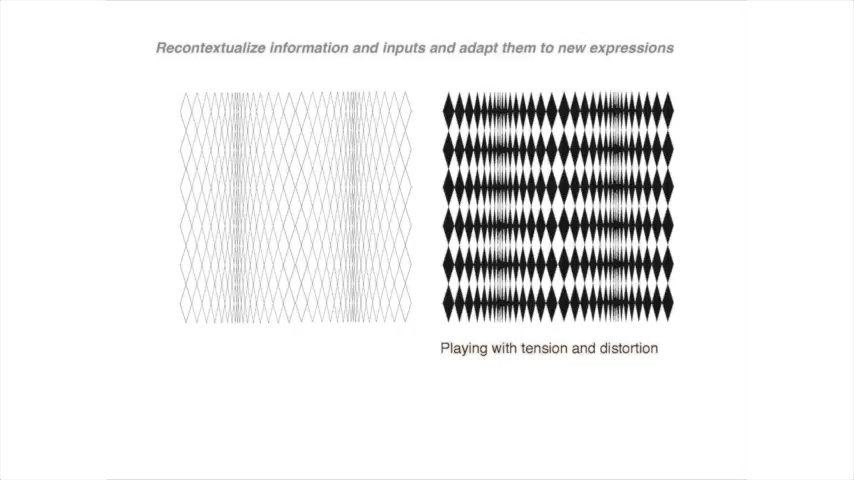 Recontextualize information and inputs and adapt them to new expressions
Playing with tension and distortion